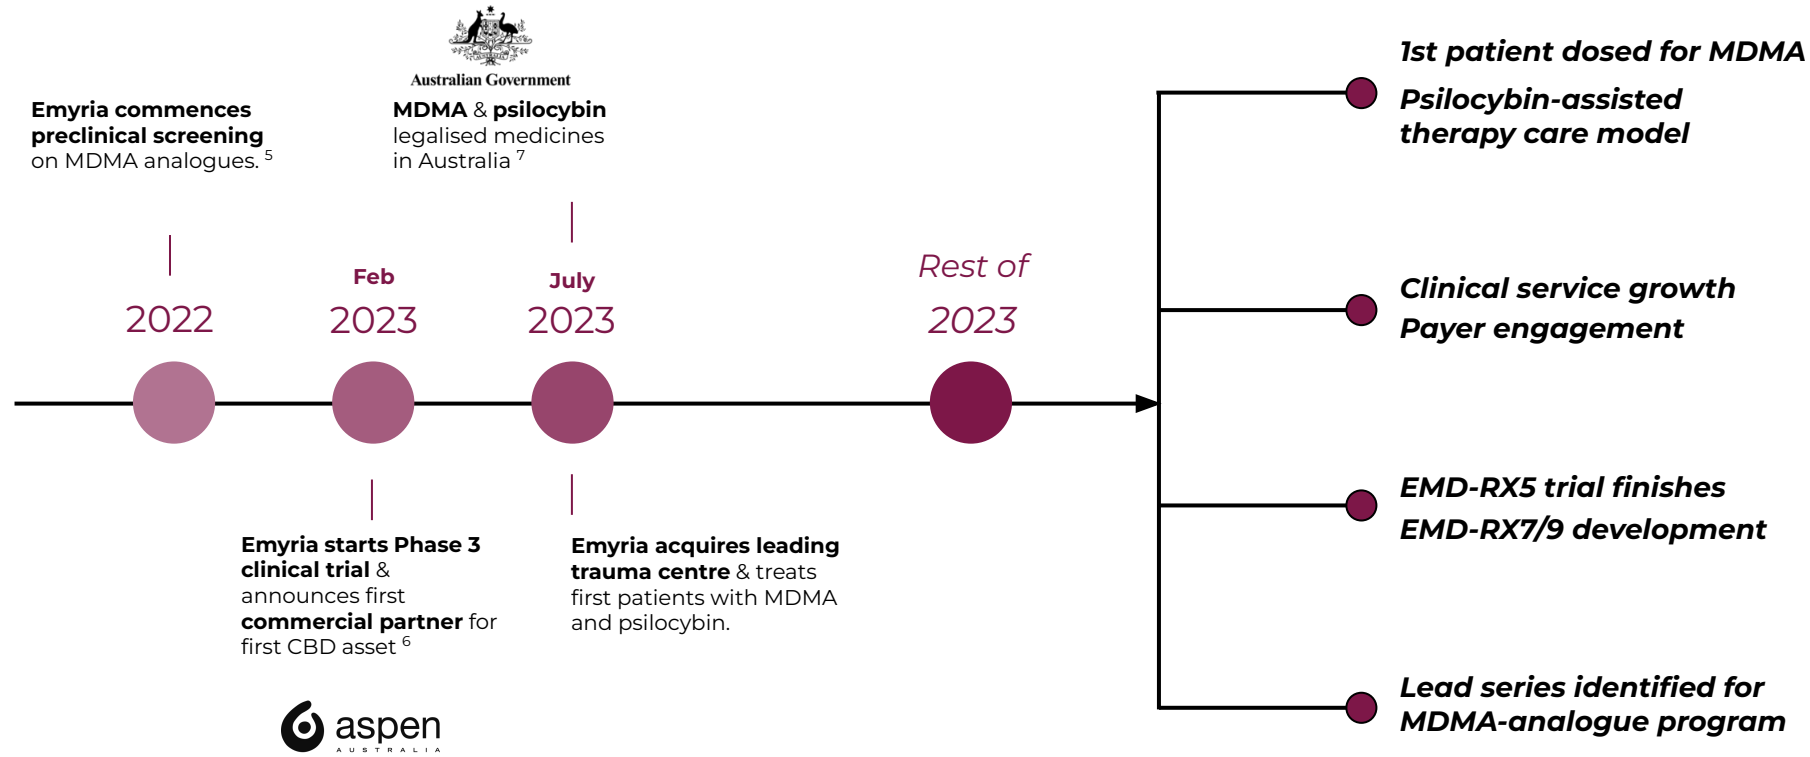 Australian Government
Emyria commences
preclinical screening
on MDMA analogues. 5
MDMA & psilocybin
legalised medicines
in Australia 7
2022
Feb
2023
July
2023
Rest of
2023
Emyria starts Phase 3
clinical trial &
announces first
commercial partner for
first CBD asset 6
aspen
AUSTRALIA
Emyria acquires leading
trauma centre & treats
first patients with MDMA
and psilocybin.
1st patient dosed for MDMA
Psilocybin-assisted
therapy care model
Clinical service growth
Payer engagement
EMD-RX5 trial finishes
EMD-RX7/9 development
Lead series identified for
MDMA-analogue program